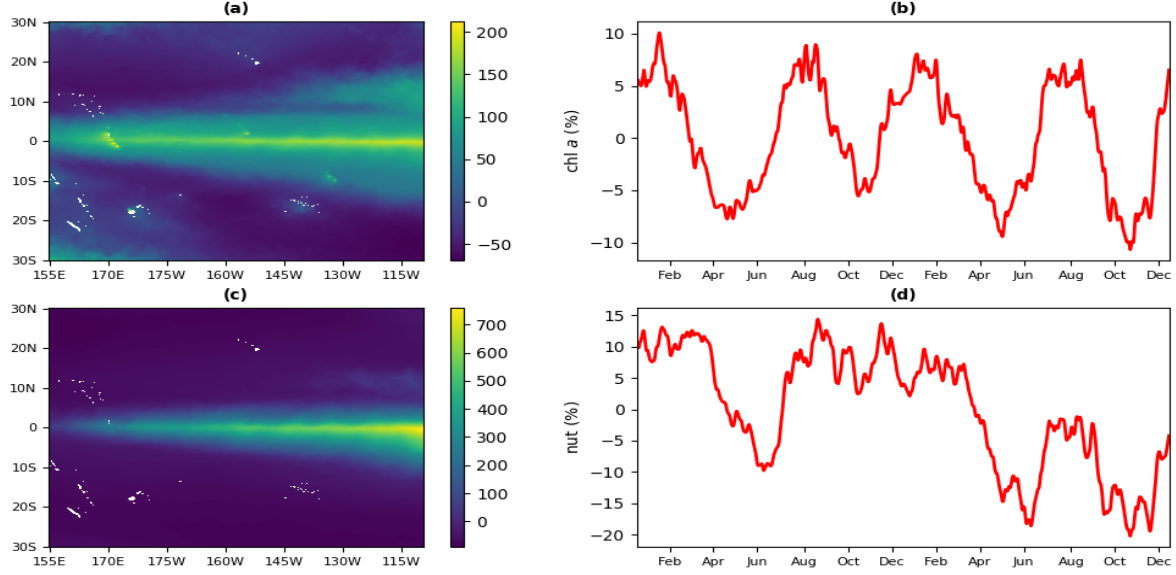 (a)
30N
20N
10N
0
10S
20S
30S
155E 170E 175W 160W 145W 130W 115W
200
150
100
50
0
−50
(b)
chl a (%)
10
5
0
−5
−10
Feb Apr Jun Aug Oct Dec Feb Apr Jun Aug Oct Dec
(c)
30N
20N
10N
0
10S
20S
30S
155E 170E 175W 160W 145W 130W 115W
700
600
500
400
300
200
100
0
(d)
nut (%)
15
10
5
0
−5
−10
−15
−20
Feb Apr Jun Aug Oct Dec Feb Apr Jun Aug Oct Dec